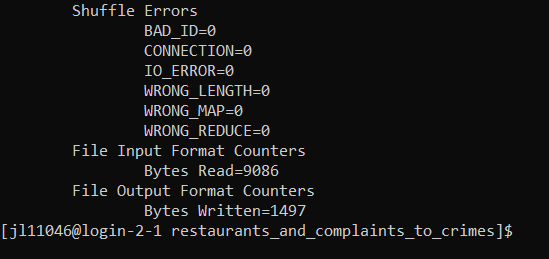 Shuffle Errors
BAD_ID=0
CONNECTION=0
IO_ERROR=0
WRONG_LENGTH=0
WRONG_MAP=0
WRONG_REDUCE=0
File Input Format Counters
Bytes Read=9086
File Output Format Counters
Bytes Written=1497
[jl11046@login-2-1 restaurants_and_complaints_to_crimes]$